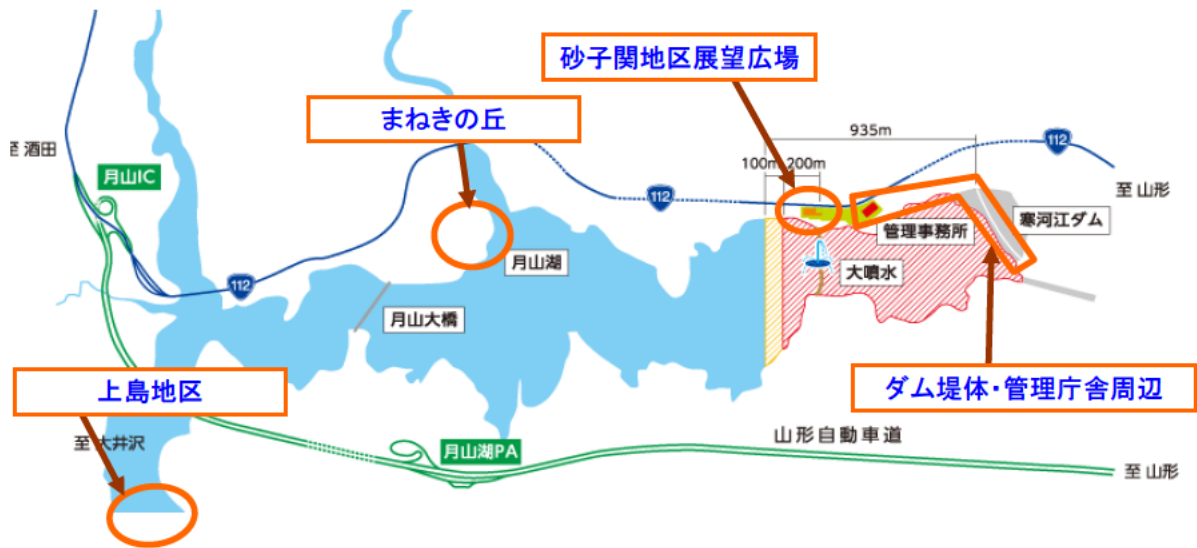 砂子関地区展望広場
まねきの丘
935m
至 酒田
月山IC
100m
200m
112
112
至 山形
管理事務所
寒河江ダム
月山湖
大噴水
112
月山大橋
上島地区
ダム堤体・管理庁舎周辺
至 大井沢
月山湖PA
山形自動車道
至 山形